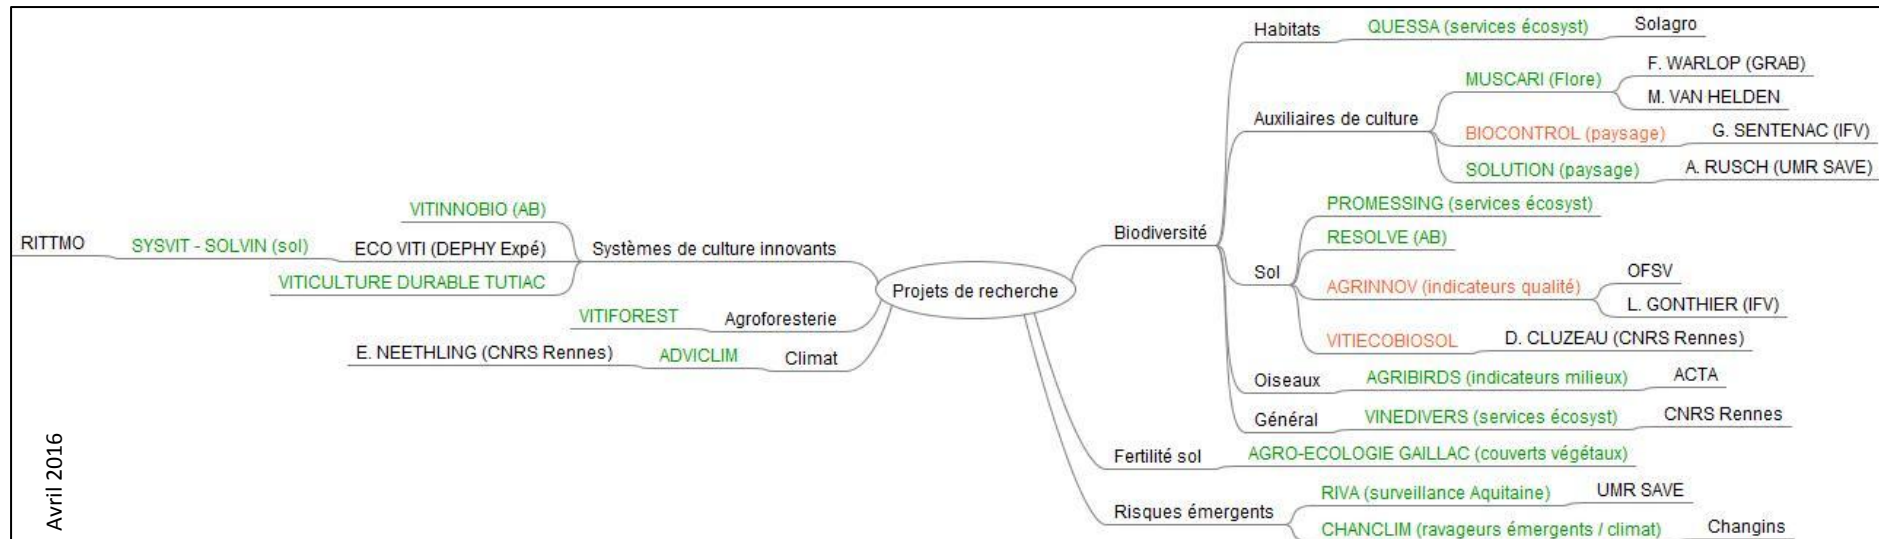 Projets de recherche
Systèmes de culture innovants
VITINNOBIO (AB)
ECO VITI (DEPHY Expé)
SYSVIT - SOLVIN (sol)
RITTMO
VITICULTURE DURABLE TUTIAC
Agroforesterie
VITIFOREST
Climat
ADVICLIM
E. NEETHLING (CNRS Rennes)
Biodiversité
Habitats
QUESSA (services écosyst)
Solagro
Auxiliaires de culture
MUSCARI (Flore)
F. WARLOP (GRAB)
M. VAN HELDEN
BIOCONTROL (paysage)
G. SENTENAC (IFV)
SOLUTION (paysage)
A. RUSCH (UMR SAVE)
Sol
PROMESSING (services écosyst)
RESOLVE (AB)
AGRINNOV (indicateurs qualité)
OFSV
L. GONTHIER (IFV)
VITIECOBIOSOL
D. CLUZEAU (CNRS Rennes)
Oiseaux
AGRIBIRDS (indicateurs milieux)
ACTA
Général
VINEDIVERS (services écosyst)
CNRS Rennes
Fertilité sol
AGRO-ECOLOGIE GAILLAC (couverts végétaux)
Risques émergents
RIVA (surveillance Aquitaine)
UMR SAVE
CHANCLIM (ravageurs émergents / climat)
Changins
Avril 2016